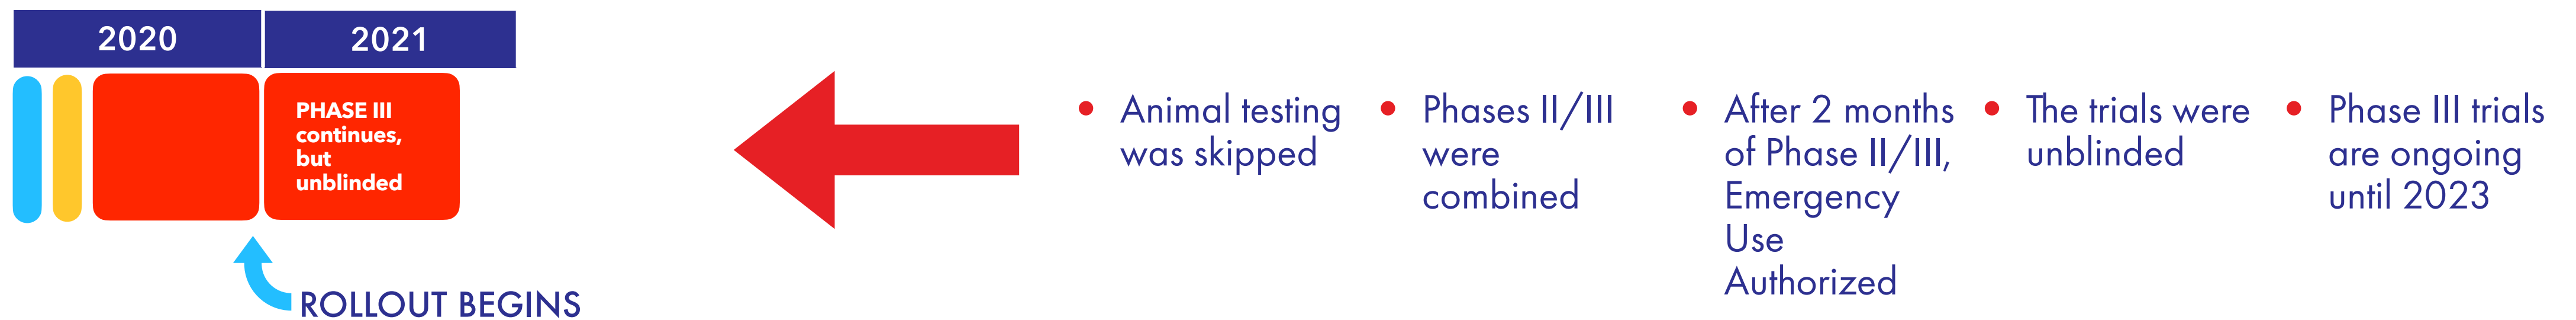 2020
2021
PHASE III
continues,
but
unblinded
ROLLOUT BEGINS
• Animal testing
was skipped
• Phases II/III
were
combined
• After 2 months
of Phase II/III,
Emergency
Use
Authorized
• The trials were
unblinded
• Phase III trials
are ongoing
until 2023